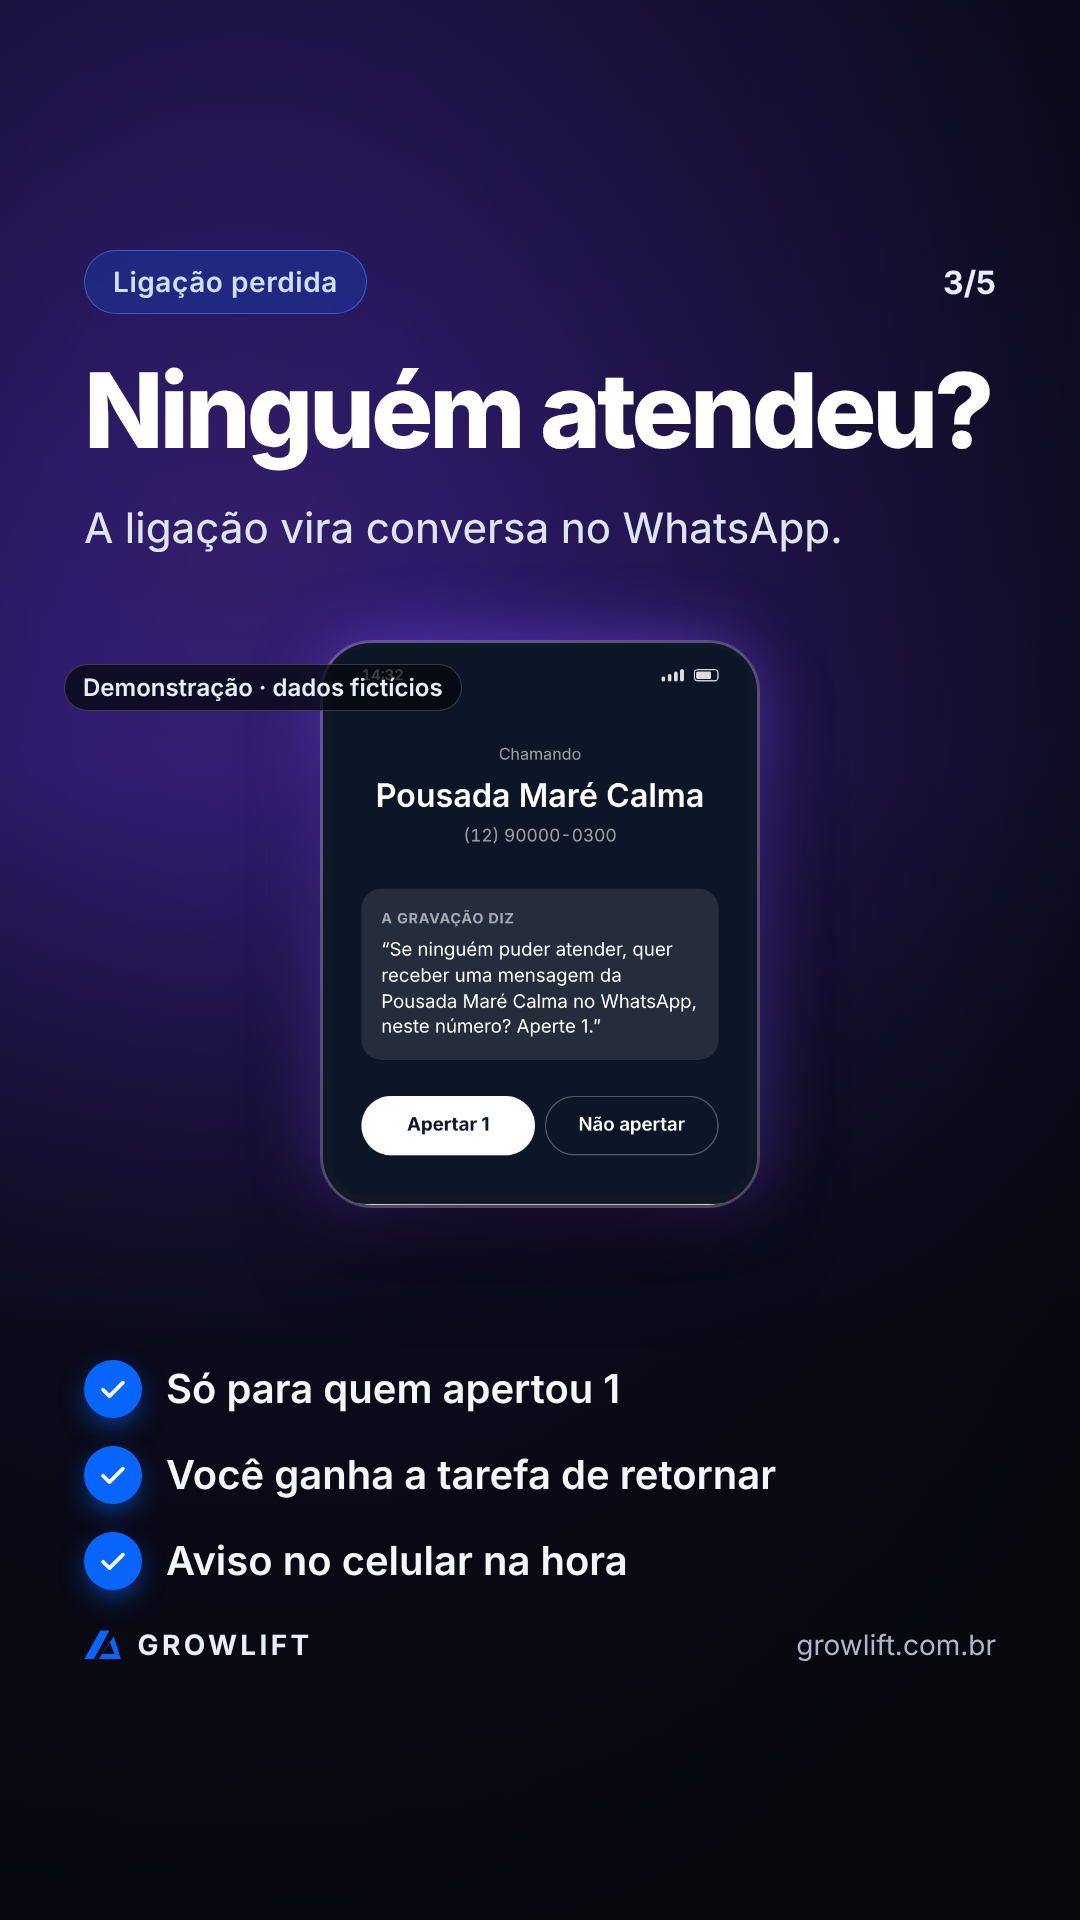 Ligação perdida
3/5
Ninguém atendeu?
A ligação vira conversa no WhatsApp.
14:32
Demonstração · dados fictícios
Chamando
Pousada Maré Calma
(12) 90000-0300
A GRAVAÇÃO DIZ
“Se ninguém puder atender, quer
receber uma mensagem da
Pousada Maré Calma no WhatsApp,
neste número? Aperte 1.”
Apertar 1
Não apertar
Só para quem apertou 1
Você ganha a tarefa de retornar
Aviso no celular na hora
GROWLIFT
growlift.com.br